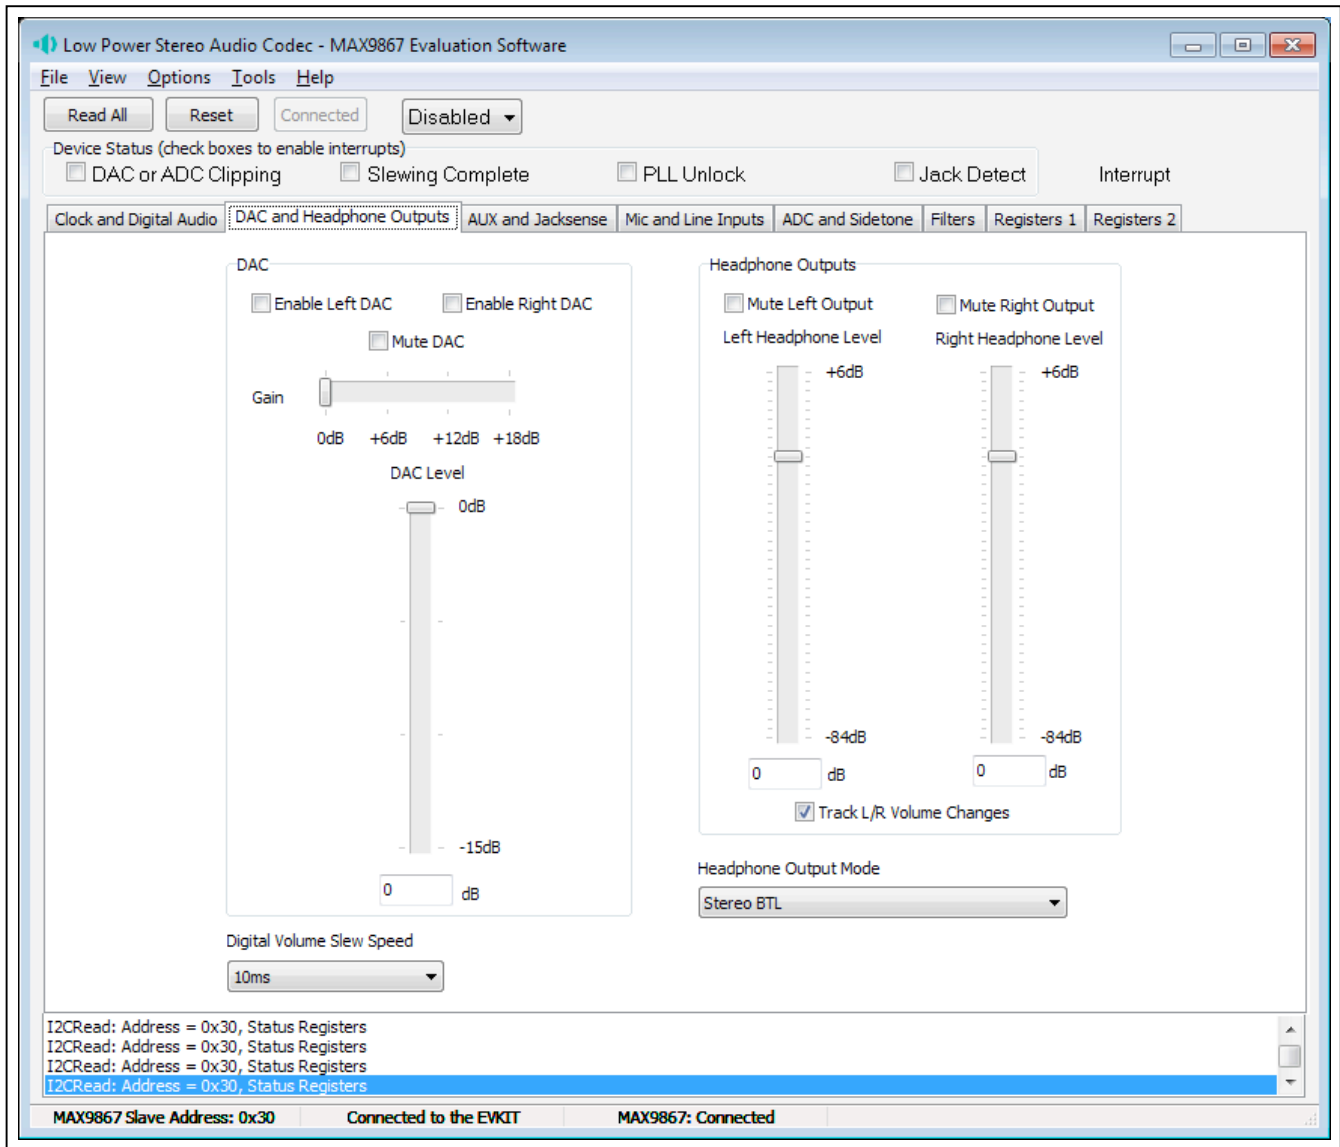 Low Power Stereo Audio Codec - MAX9867 Evaluation Software
File View Options Tools Help
Read All Reset Connected Disabled
Device Status (check boxes to enable interrupts)
DAC or ADC Clipping Slewing Complete PLL Unlock Jack Detect Interrupt
Clock and Digital Audio DAC and Headphone Outputs AUX and Jacksense Mic and Line Inputs ADC and Sidetone Filters Registers 1 Registers 2
DAC
Enable Left DAC Enable Right DAC
Mute DAC
Gain
0dB +6dB +12dB +18dB
DAC Level
0dB
-15dB
0 dB
Digital Volume Slew Speed
10ms
Headphone Outputs
Mute Left Output Mute Right Output
Left Headphone Level Right Headphone Level
+6dB +6dB
-84dB -84dB
0 dB 0 dB
Track L/R Volume Changes
Headphone Output Mode
Stereo BTL
I2CRead: Address = 0x30, Status Registers
I2CRead: Address = 0x30, Status Registers
I2CRead: Address = 0x30, Status Registers
I2CRead: Address = 0x30, Status Registers
MAX9867 Slave Address: 0x30 Connected to the EVKIT MAX9867: Connected